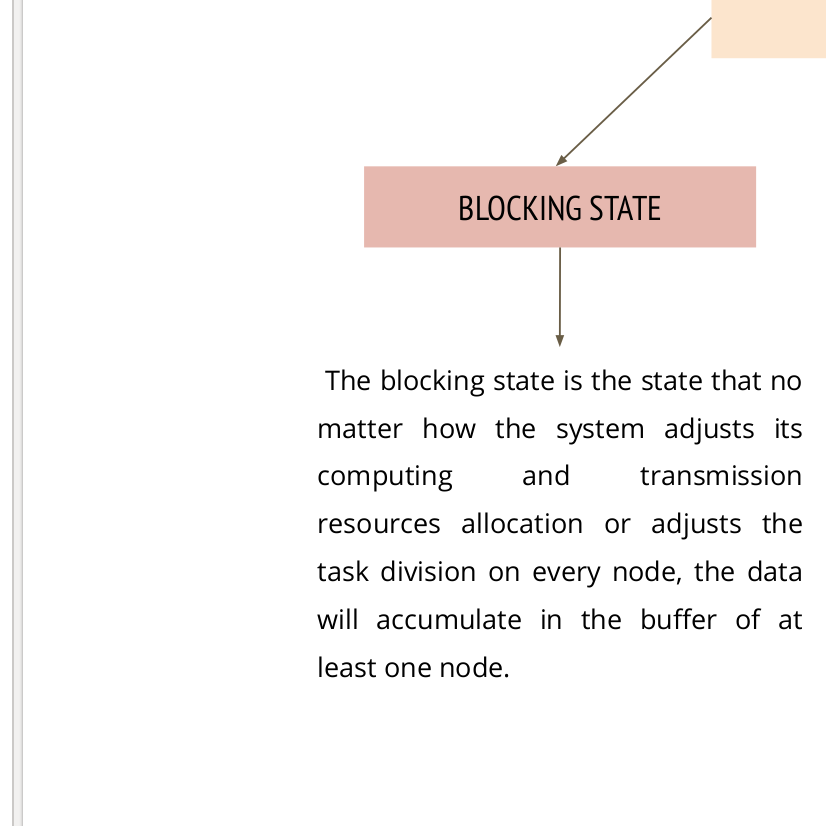 BLOCKING STATE
The blocking state is the state that no
matter how the system adjusts its
computing and transmission
resources allocation or adjusts the
task division on every node, the data
will accumulate in the buffer of at
least one node.